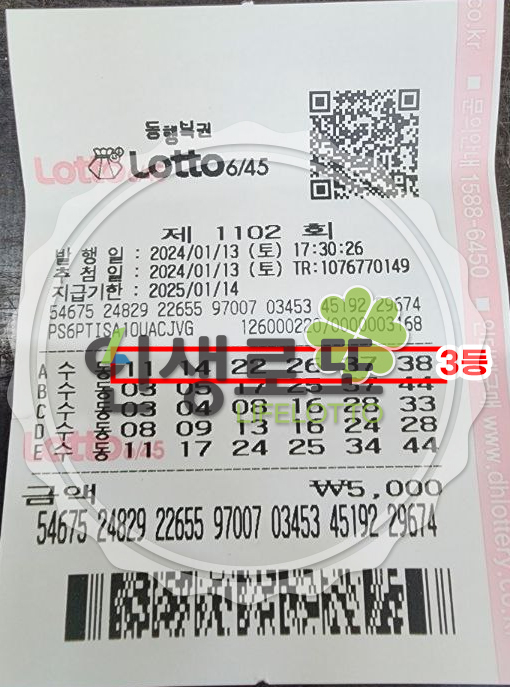 동행복권
Lotto 6/45
제 1102 회
발 행 일 : 2024/01/13 (토) 17:30:26
추 첨 일 : 2024/01/13 (토) TR:1076770149
지급기한 : 2025/01/14
54675 24829 22655 97007 03453 45192 29674
인생로또
LIFELOTTO
A 수동 11 14 22 26 37 38
3등
B 수동 03 05 17 25 37 44
C 수동 03 04 08 16 28 33
D 수동 08 09 13 16 24 28
E 수동 11 17 24 25 34 44
금액 ₩5,000
54675 24829 22655 97007 03453 45192 29674
Lotto 6/45
co.kr ■ 문의안내 1588-6450
dhlottery.c